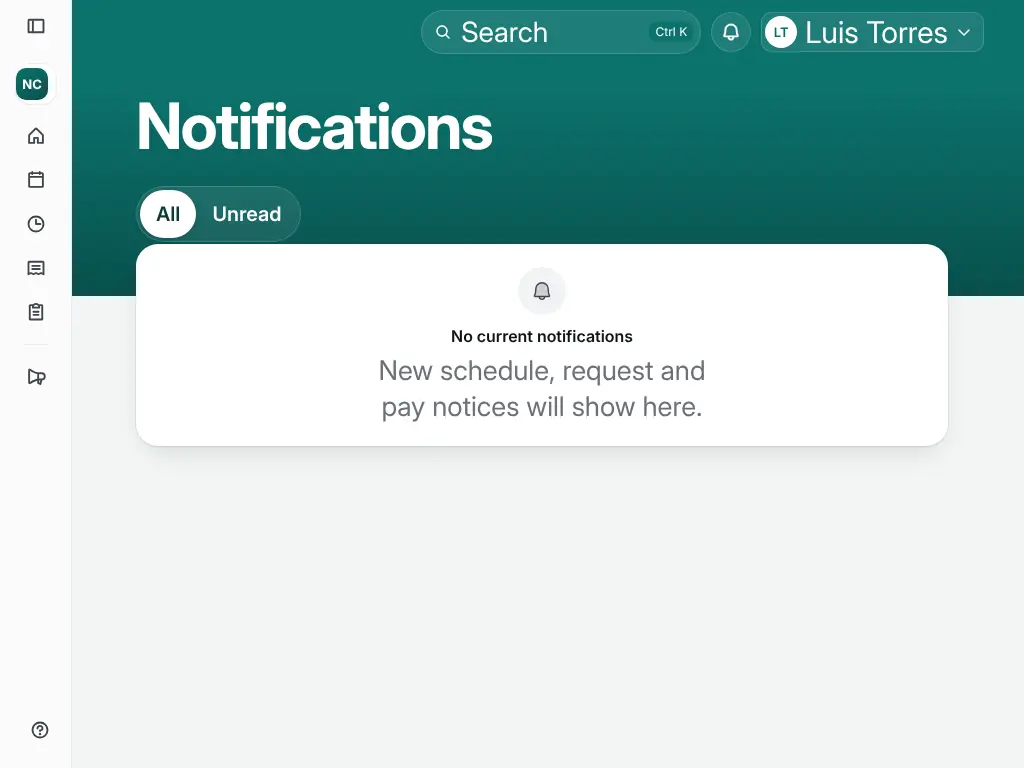 Search
Ctrl K
LT
Luis Torres
NC
Notifications
All
Unread
No current notifications
New schedule, request and
pay notices will show here.